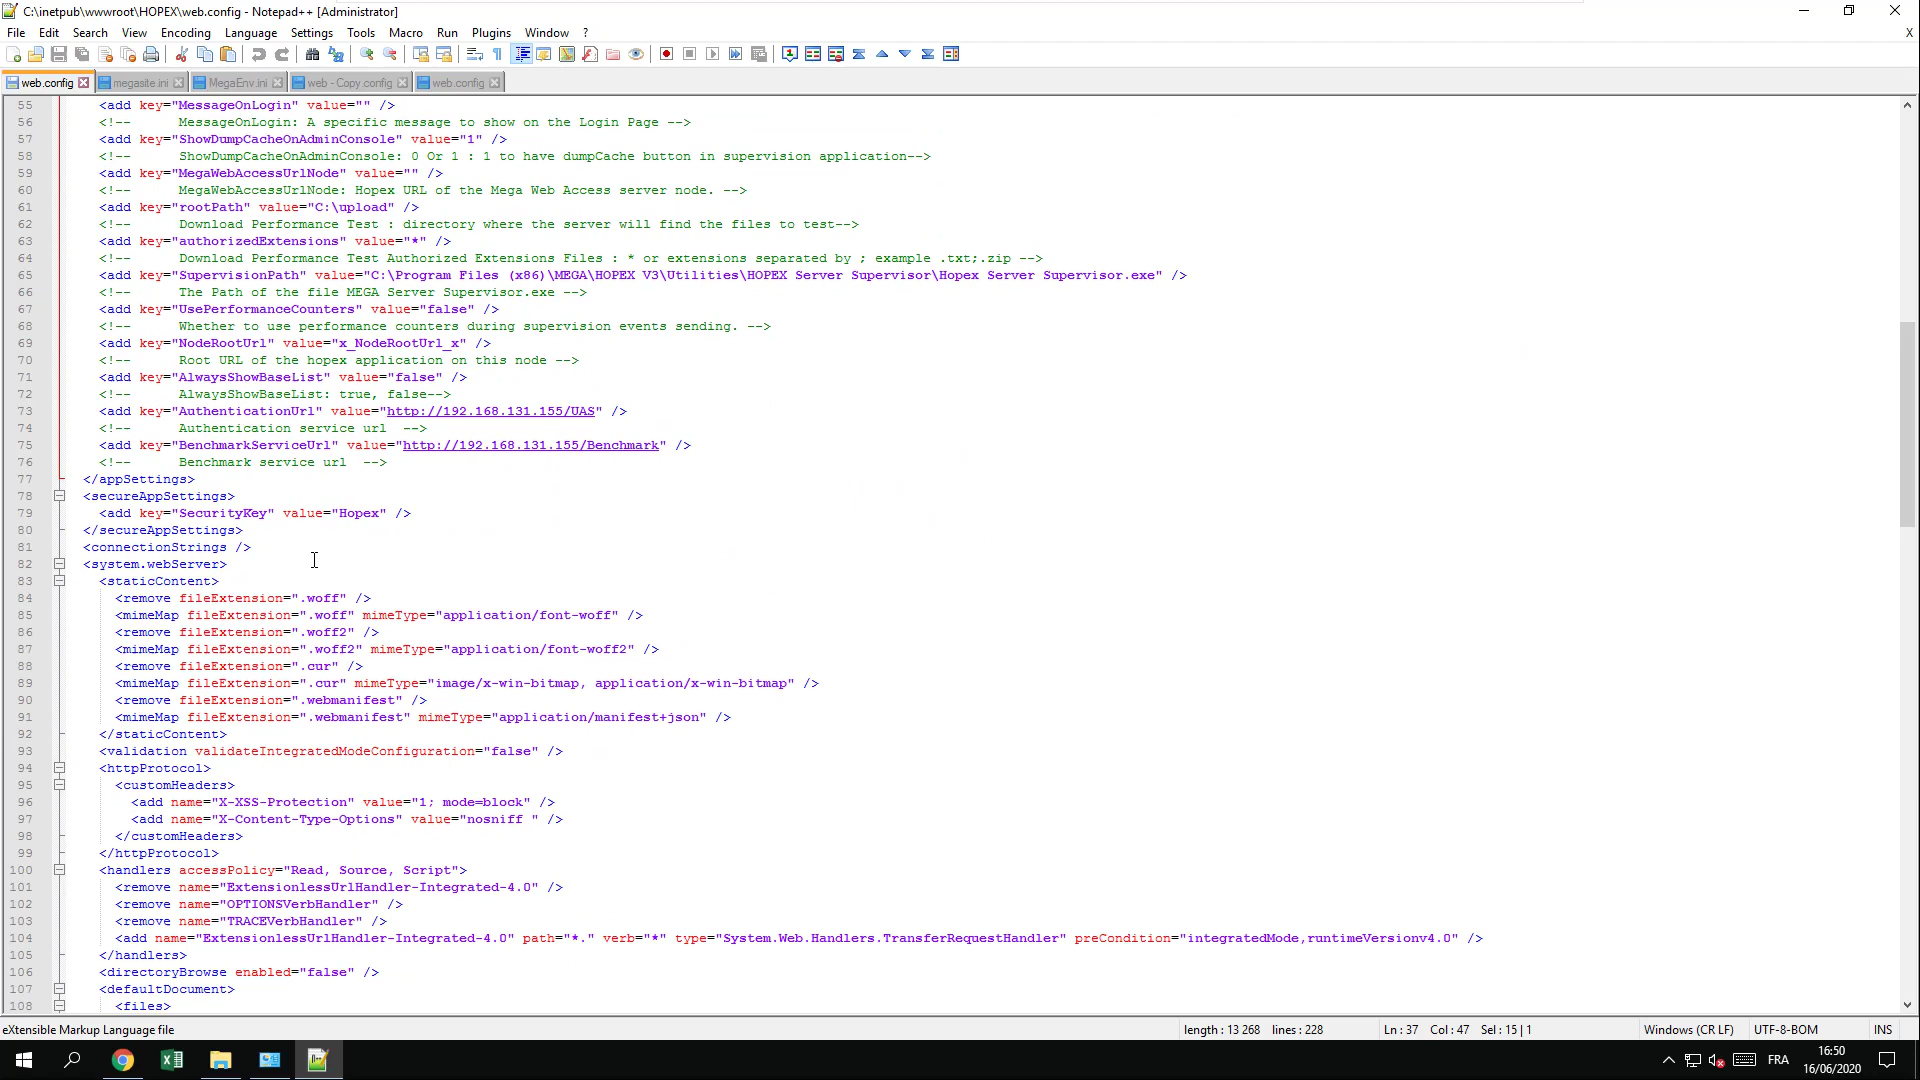 C:\inetpub\wwwroot\HOPEX\web.config - Notepad++ [Administrator]
File Edit Search View Encoding Language Settings Tools Macro Run Plugins Window ? X
web.config megasite.ini MegaEnv.ini web - Copy.config web.config
55 <add key="MessageOnLogin" value="" />
56 <!-- MessageOnLogin: A specific message to show on the Login Page -->
57 <add key="ShowDumpCacheOnAdminConsole" value="1" />
58 <!-- ShowDumpCacheOnAdminConsole: 0 Or 1 : 1 to have dumpCache button in supervision application-->
59 <add key="MegaWebAccessUrlNode" value="" />
60 <!-- MegaWebAccessUrlNode: Hopex URL of the Mega Web Access server node. -->
61 <add key="rootPath" value="C:\upload" />
62 <!-- Download Performance Test : directory where the server will find the files to test-->
63 <add key="authorizedExtensions" value="*" />
64 <!-- Download Performance Test Authorized Extensions Files : * or extensions separated by ; example .txt;.zip -->
65 <add key="SupervisionPath" value="C:\Program Files (x86)\MEGA\HOPEX V3\Utilities\HOPEX Server Supervisor\Hopex Server Supervisor.exe" />
66 <!-- The Path of the file MEGA Server Supervisor.exe -->
67 <add key="UsePerformanceCounters" value="false" />
68 <!-- Whether to use performance counters during supervision events sending. -->
69 <add key="NodeRootUrl" value="x_NodeRootUrl_x" />
70 <!-- Root URL of the hopex application on this node -->
71 <add key="AlwaysShowBaseList" value="false" />
72 <!-- AlwaysShowBaseList: true, false-->
73 <add key="AuthenticationUrl" value="http://192.168.131.155/UAS" />
74 <!-- Authentication service url -->
75 <add key="BenchmarkServiceUrl" value="http://192.168.131.155/Benchmark" />
76 <!-- Benchmark service url -->
77 </appSettings>
78 <secureAppSettings>
79 <add key="SecurityKey" value="Hopex" />
80 </secureAppSettings>
81 <connectionStrings />
82 <system.webServer>
83 <staticContent>
84 <remove fileExtension=".woff" />
85 <mimeMap fileExtension=".woff" mimeType="application/font-woff" />
86 <remove fileExtension=".woff2" />
87 <mimeMap fileExtension=".woff2" mimeType="application/font-woff2" />
88 <remove fileExtension=".cur" />
89 <mimeMap fileExtension=".cur" mimeType="image/x-win-bitmap, application/x-win-bitmap" />
90 <remove fileExtension=".webmanifest" />
91 <mimeMap fileExtension=".webmanifest" mimeType="application/manifest+json" />
92 </staticContent>
93 <validation validateIntegratedModeConfiguration="false" />
94 <httpProtocol>
95 <customHeaders>
96 <add name="X-XSS-Protection" value="1; mode=block" />
97 <add name="X-Content-Type-Options" value="nosniff " />
98 </customHeaders>
99 </httpProtocol>
100 <handlers accessPolicy="Read, Source, Script">
101 <remove name="ExtensionlessUrlHandler-Integrated-4.0" />
102 <remove name="OPTIONSVerbHandler" />
103 <remove name="TRACEVerbHandler" />
104 <add name="ExtensionlessUrlHandler-Integrated-4.0" path="*." verb="*" type="System.Web.Handlers.TransferRequestHandler" preCondition="integratedMode,runtimeVersionv4.0" />
105 </handlers>
106 <directoryBrowse enabled="false" />
107 <defaultDocument>
108 <files>
eXtensible Markup Language file length : 13 268 lines : 228 Ln : 37 Col : 47 Sel : 15 | 1 Windows (CR LF) UTF-8-BOM INS
FRA 16:50
16/06/2020